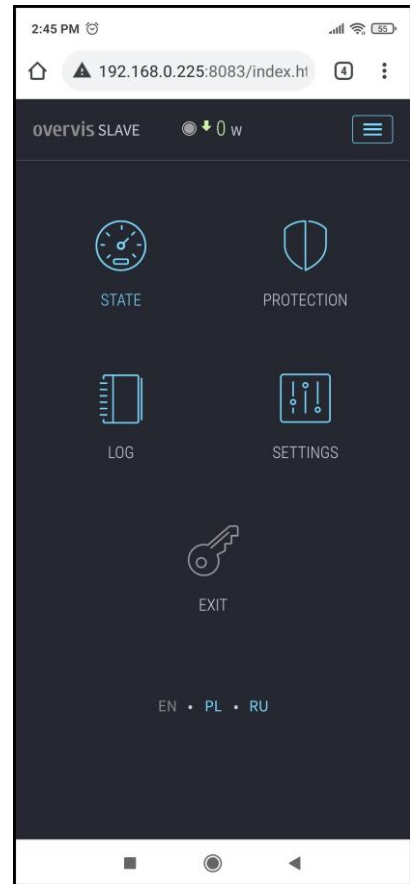 2:45 PM 55
192.168.0.225:8083/index.ht 4
overvis SLAVE 0 w
STATE PROTECTION
LOG SETTINGS
EXIT
EN • PL • RU